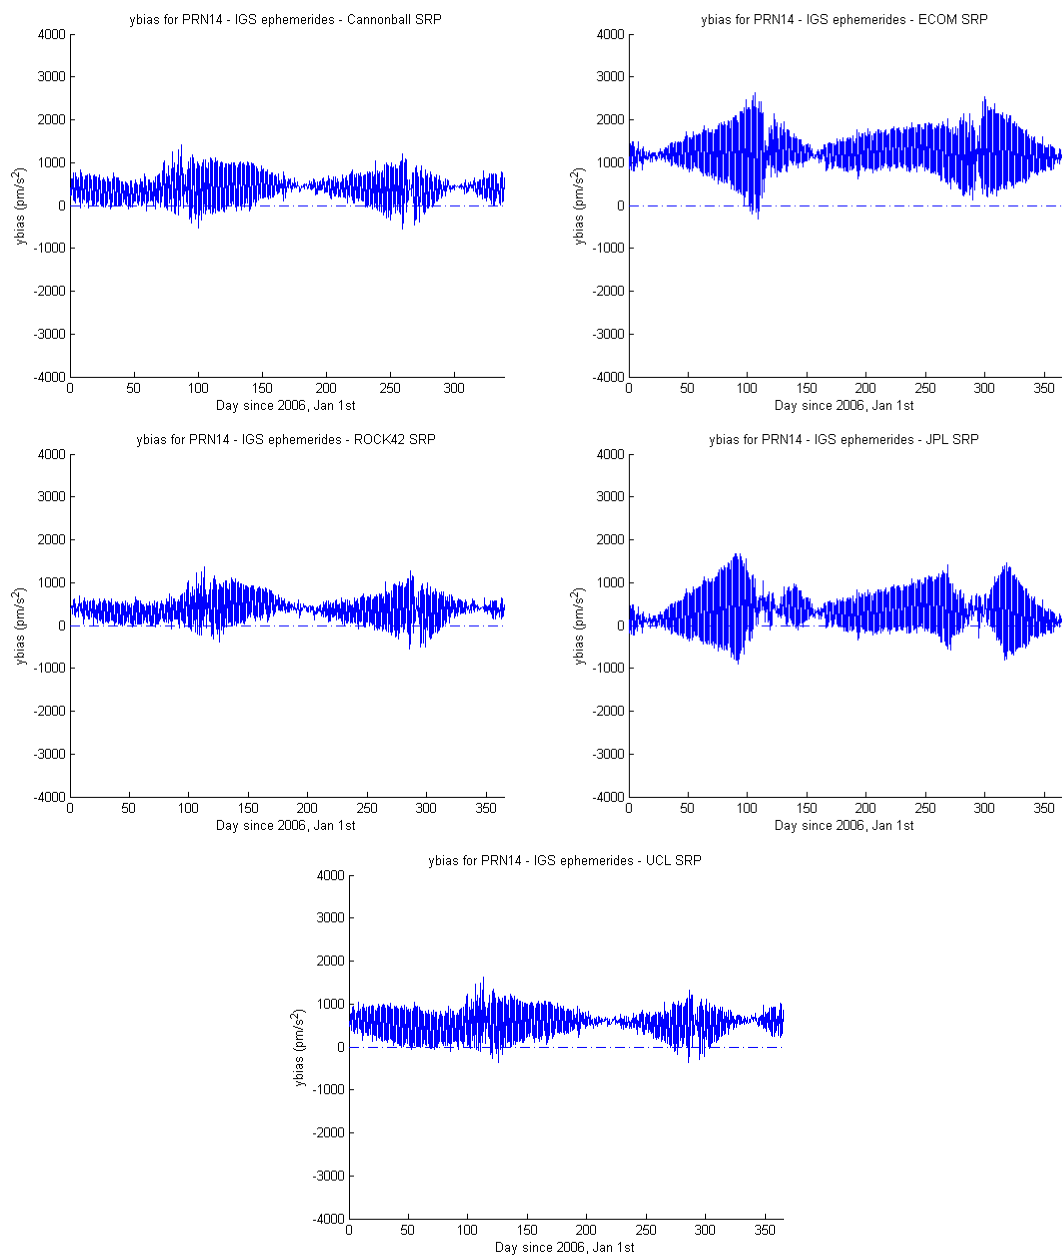 ybias for PRN14 - IGS ephemerides - Cannonball SRP
4000
3000
2000
1000
0
-1000
-2000
-3000
-4000
ybias (pm/s²)
0 50 100 150 200 250 300
Day since 2006, Jan 1st
ybias for PRN14 - IGS ephemerides - ECOM SRP
4000
3000
2000
1000
0
-1000
-2000
-3000
-4000
ybias (pm/s²)
0 50 100 150 200 250 300 350
Day since 2006, Jan 1st
ybias for PRN14 - IGS ephemerides - ROCK42 SRP
4000
3000
2000
1000
0
-1000
-2000
-3000
-4000
ybias (pm/s²)
0 50 100 150 200 250 300 350
Day since 2006, Jan 1st
ybias for PRN14 - IGS ephemerides - JPL SRP
4000
3000
2000
1000
0
-1000
-2000
-3000
-4000
ybias (pm/s²)
0 50 100 150 200 250 300 350
Day since 2006, Jan 1st
ybias for PRN14 - IGS ephemerides - UCL SRP
4000
3000
2000
1000
0
-1000
-2000
-3000
-4000
ybias (pm/s²)
0 50 100 150 200 250 300 350
Day since 2006, Jan 1st